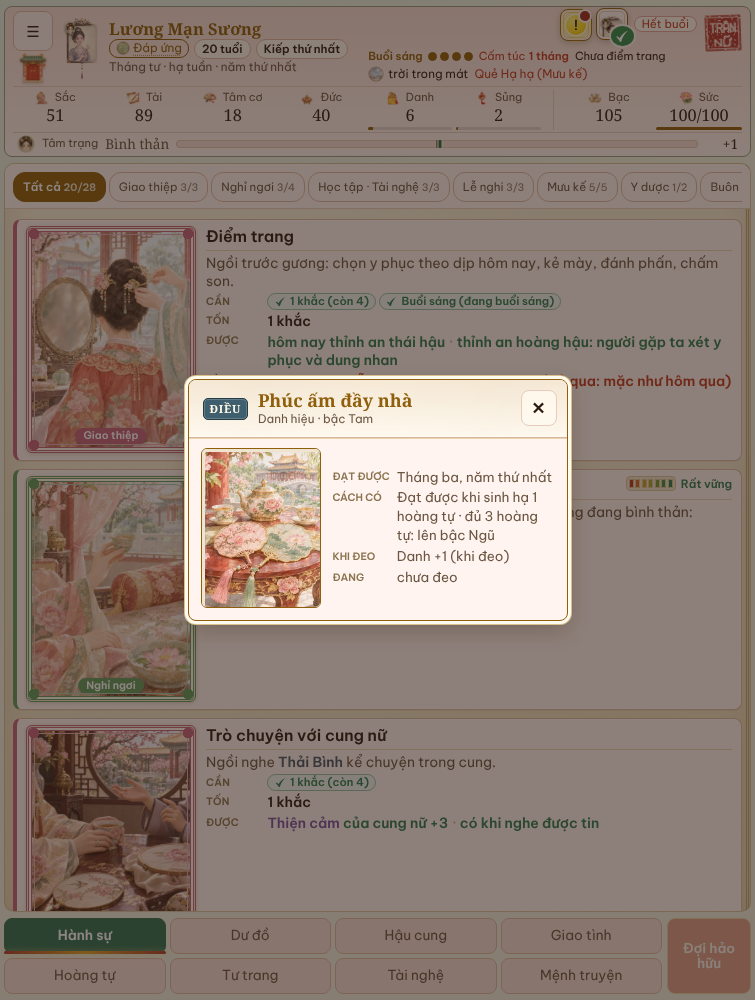 ☰
Lương Mạn Sương
Đáp ứng 20 tuổi Kiếp thứ nhất
Tháng tư · hạ tuần · năm thứ nhất
! Hết buổi
TRÂN NỮ
Buổi sáng Cấm túc 1 tháng Chưa điểm trang
trời trong mát Quẻ Hạ hạ (Mưu kế)
Sắc Tài Tâm cơ Đức Danh Sủng Bạc Sức
51 89 18 40 6 2 105 100/100
Tâm trạng Bình thản +1
Tất cả 20/28 Giao thiệp 3/3 Nghỉ ngơi 3/4 Học tập · Tài nghệ 3/3 Lễ nghi 3/3 Mưu kế 5/5 Y dược 1/2 Buôn
Điểm trang
Ngồi trước gương: chọn y phục theo dịp hôm nay, kẻ mày, đánh phấn, chấm
son.
CẦN ✓ 1 khắc (còn 4) ✓ Buổi sáng (đang buổi sáng)
TỐN 1 khắc
ĐƯỢC hôm nay thỉnh an thái hậu · thỉnh an hoàng hậu: người gặp ta xét y
phục và dung nhan
qua: mặc như hôm qua)
Giao thiệp
ĐIỀU Phúc ấm đầy nhà ×
Danh hiệu · bậc Tam
ĐẠT ĐƯỢC Tháng ba, năm thứ nhất
CÁCH CÓ Đạt được khi sinh hạ 1
hoàng tự · đủ 3 hoàng
tự: lên bậc Ngũ
KHI ĐEO Danh +1 (khi đeo)
ĐANG chưa đeo
Rất vững
đang bình thản:
Nghỉ ngơi
Trò chuyện với cung nữ
Ngồi nghe Thải Bình kể chuyện trong cung.
CẦN ✓ 1 khắc (còn 4)
TỐN 1 khắc
ĐƯỢC Thiện cảm của cung nữ +3 · có khi nghe được tin
Hành sự Dư đồ Hậu cung Giao tình
Đợi hảo
hữu
Hoàng tự Tư trang Tài nghệ Mệnh truyện